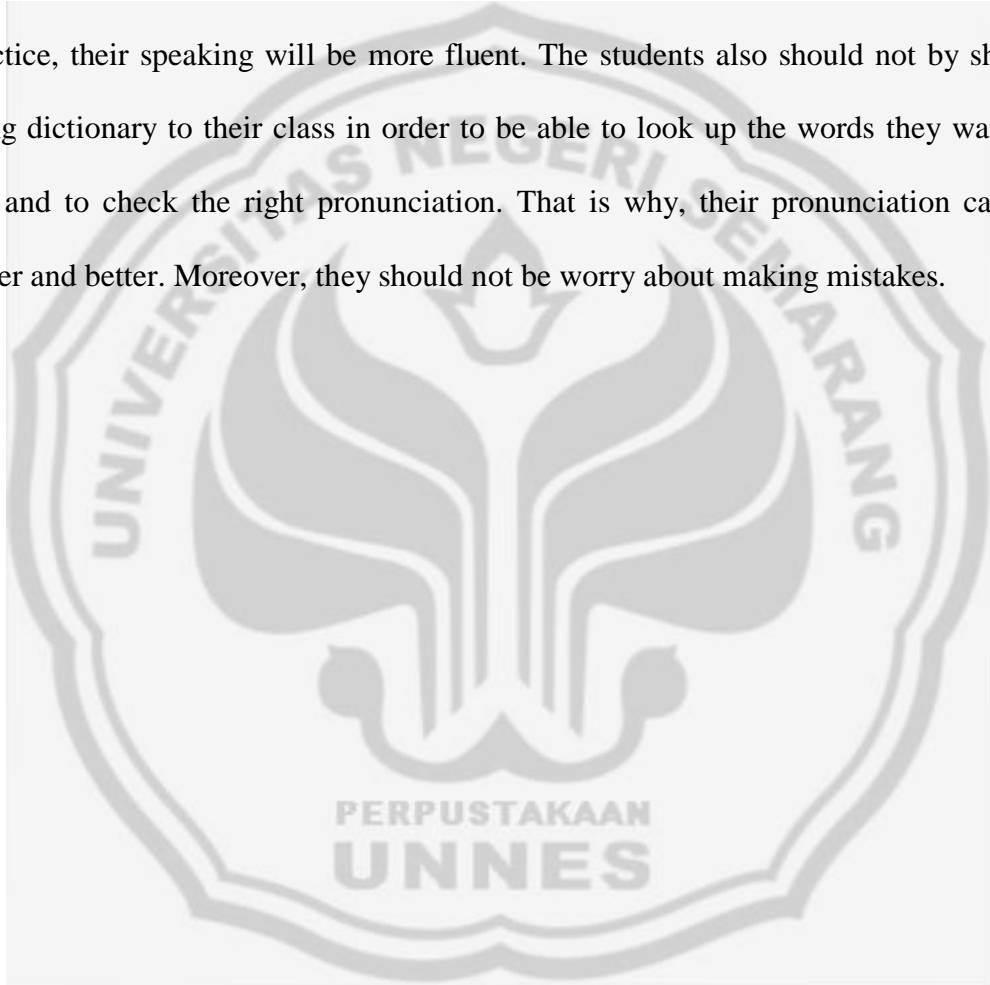 ctice, their speaking will be more fluent. The students also should not by sh
g dictionary to their class in order to be able to look up the words they wa
and to check the right pronunciation. That is why, their pronunciation ca
er and better. Moreover, they should not be worry about making mistakes.
UNIVERSITAS NEGERI SEMARANG
PERPUSTAKAAN
UNNES